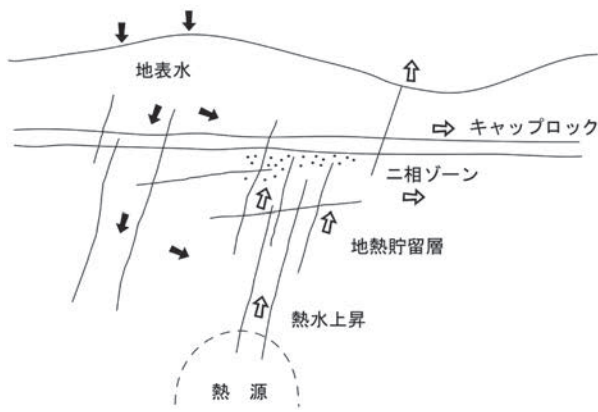 地表水
キャップロック
二相ゾーン
地熱貯留層
熱水上昇
熱 源